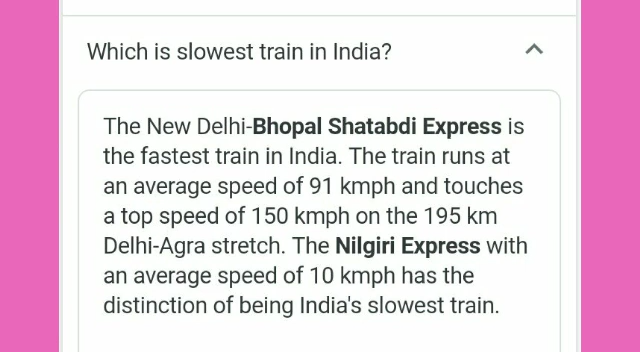 Which is slowest train in India?
The New Delhi-Bhopal Shatabdi Express is
the fastest train in India. The train runs at
an average speed of 91 kmph and touches
a top speed of 150 kmph on the 195 km
Delhi-Agra stretch. The Nilgiri Express with
an average speed of 10 kmph has the
distinction of being India's slowest train.